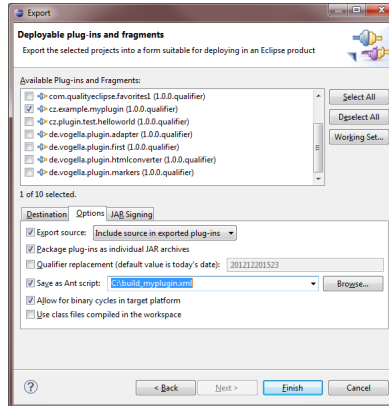 Export
Deployable plug-ins and fragments
Export the selected projects into a form suitable for deploying in an Eclipse product
Available Plug-ins and Fragments:
com.qualityeclipse.favorites1 (1.0.0.qualifier)
cz.example.myplugin (1.0.0.qualifier)
cz.plugin.test.helloworld (1.0.0.qualifier)
de.vogella.plugin.adapter (1.0.0.qualifier)
de.vogella.plugin.first (1.0.0.qualifier)
de.vogella.plugin.htmlconverter (1.0.0.qualifier)
de.vogella.plugin.markers (1.0.0.qualifier)
Select All
Deselect All
Working Set...
1 of 10 selected.
Destination Options JAR Signing
Export source: Include source in exported plug-ins
Package plug-ins as individual JAR archives
Qualifier replacement (default value is today's date): 201212201523
Save as Ant script: C:\build_myplugin.xml Browse...
Allow for binary cycles in target platform
Use class files compiled in the workspace
? < Back Next > Finish Cancel